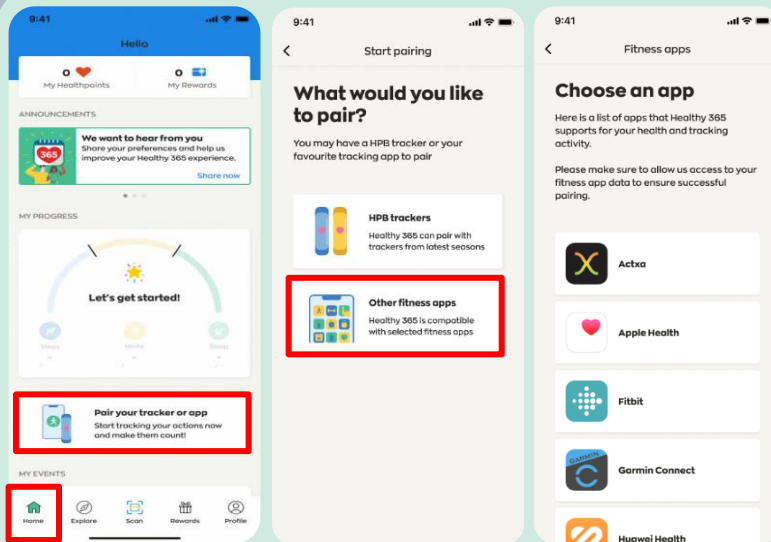 9:41
Hello
0
My Healthpoints
0
My Rewards
ANNOUNCEMENTS
365
We want to hear from you
Share your preferences and help us
improve your Healthy 365 experience.
Share now
MY PROGRESS
Let's get started!
Steps
MVPA
Sleep
Pair your tracker or app
Start tracking your actions now
and make them count!
MY EVENTS
Home
Explore
Scan
Rewards
Profile
9:41
Start pairing
What would you like
to pair?
You may have a HPB tracker or your
favourite tracking app to pair
HPB trackers
Healthy 365 can pair with
trackers from latest seasons
Other fitness apps
Healthy 365 is compatible
with selected fitness apps
9:41
Fitness apps
Choose an app
Here is a list of apps that Healthy 365
supports for your health and tracking
activity.
Please make sure to allow us access to your
fitness app data to ensure successful
pairing.
Actxa
Apple Health
Fitbit
GARMIN
Garmin Connect
Huawei Health